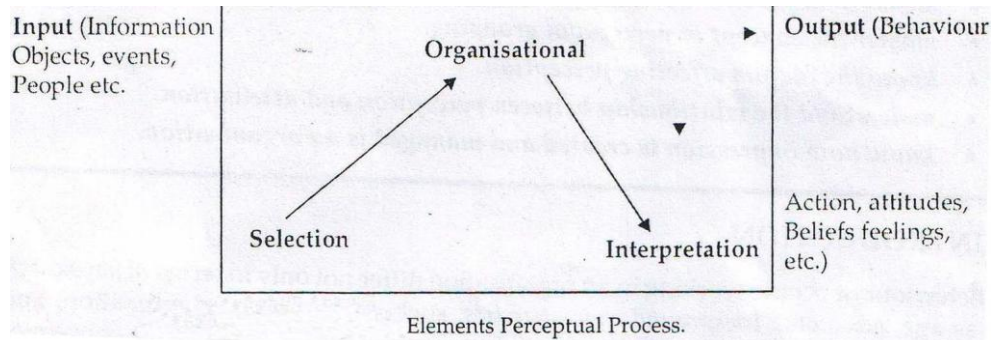 Input (Information
Objects, events,
People etc.
Organisational
Output (Behaviour
Selection
Interpretation
Action, attitudes,
Beliefs feelings,
etc.)
Elements Perceptual Process.